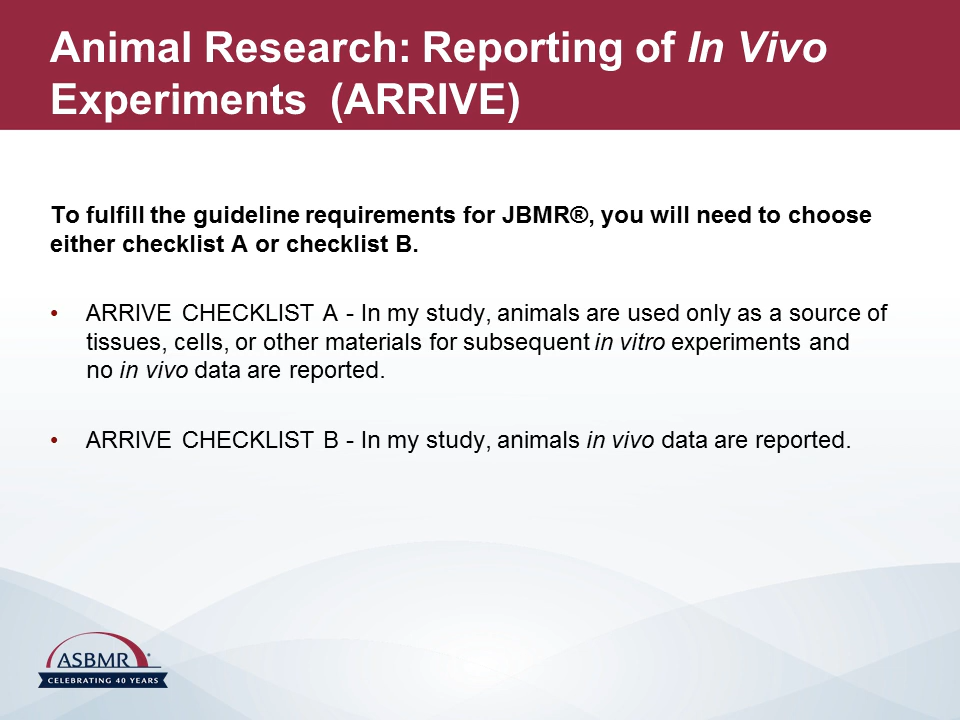 Animal Research: Reporting of In Vivo
Experiments (ARRIVE)
To fulfill the guideline requirements for JBMR®, you will need to choose
either checklist A or checklist B.
• ARRIVE CHECKLIST A - In my study, animals are used only as a source of
tissues, cells, or other materials for subsequent in vitro experiments and
no in vivo data are reported.
• ARRIVE CHECKLIST B - In my study, animals in vivo data are reported.
ASBMR
CELEBRATING 40 YEARS